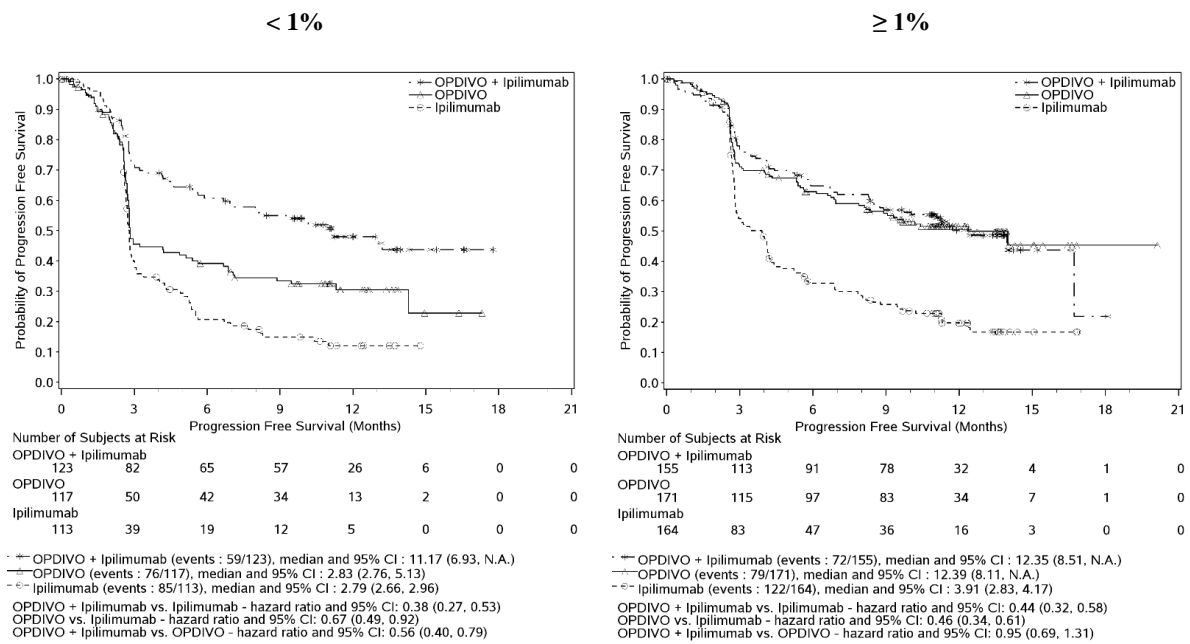 < 1%
≥ 1%
OPDIVO + Ipilimumab
OPDIVO
Ipilimumab
Probability of Progression Free Survival
1.0
0.9
0.8
0.7
0.6
0.5
0.4
0.3
0.2
0.1
0.0
0 3 6 9 12 15 18 21
Progression Free Survival (Months)
Number of Subjects at Risk
OPDIVO + Ipilimumab
123 82 65 57 26 6 0 0
OPDIVO
117 50 42 34 13 2 0 0
Ipilimumab
113 39 19 12 5 0 0 0
OPDIVO + Ipilimumab (events : 59/123), median and 95% CI : 11.17 (6.93, N.A.)
OPDIVO (events : 76/117), median and 95% CI : 2.83 (2.76, 5.13)
Ipilimumab (events : 85/113), median and 95% CI : 2.79 (2.66, 2.96)
OPDIVO + Ipilimumab vs. Ipilimumab - hazard ratio and 95% CI: 0.38 (0.27, 0.53)
OPDIVO vs. Ipilimumab - hazard ratio and 95% CI: 0.67 (0.49, 0.92)
OPDIVO + Ipilimumab vs. OPDIVO - hazard ratio and 95% CI: 0.56 (0.40, 0.79)
OPDIVO + Ipilimumab
OPDIVO
Ipilimumab
Probability of Progression Free Survival
1.0
0.9
0.8
0.7
0.6
0.5
0.4
0.3
0.2
0.1
0.0
0 3 6 9 12 15 18 21
Progression Free Survival (Months)
Number of Subjects at Risk
OPDIVO + Ipilimumab
155 113 91 78 32 4 1 0
OPDIVO
171 115 97 83 34 7 1 0
Ipilimumab
164 83 47 36 16 3 0 0
OPDIVO + Ipilimumab (events : 72/155), median and 95% CI : 12.35 (8.51, N.A.)
OPDIVO (events : 79/171), median and 95% CI : 12.39 (8.11, N.A.)
Ipilimumab (events : 122/164), median and 95% CI : 3.91 (2.83, 4.17)
OPDIVO + Ipilimumab vs. Ipilimumab - hazard ratio and 95% CI: 0.44 (0.32, 0.58)
OPDIVO vs. Ipilimumab - hazard ratio and 95% CI: 0.46 (0.34, 0.61)
OPDIVO + Ipilimumab vs. OPDIVO - hazard ratio and 95% CI: 0.95 (0.69, 1.31)